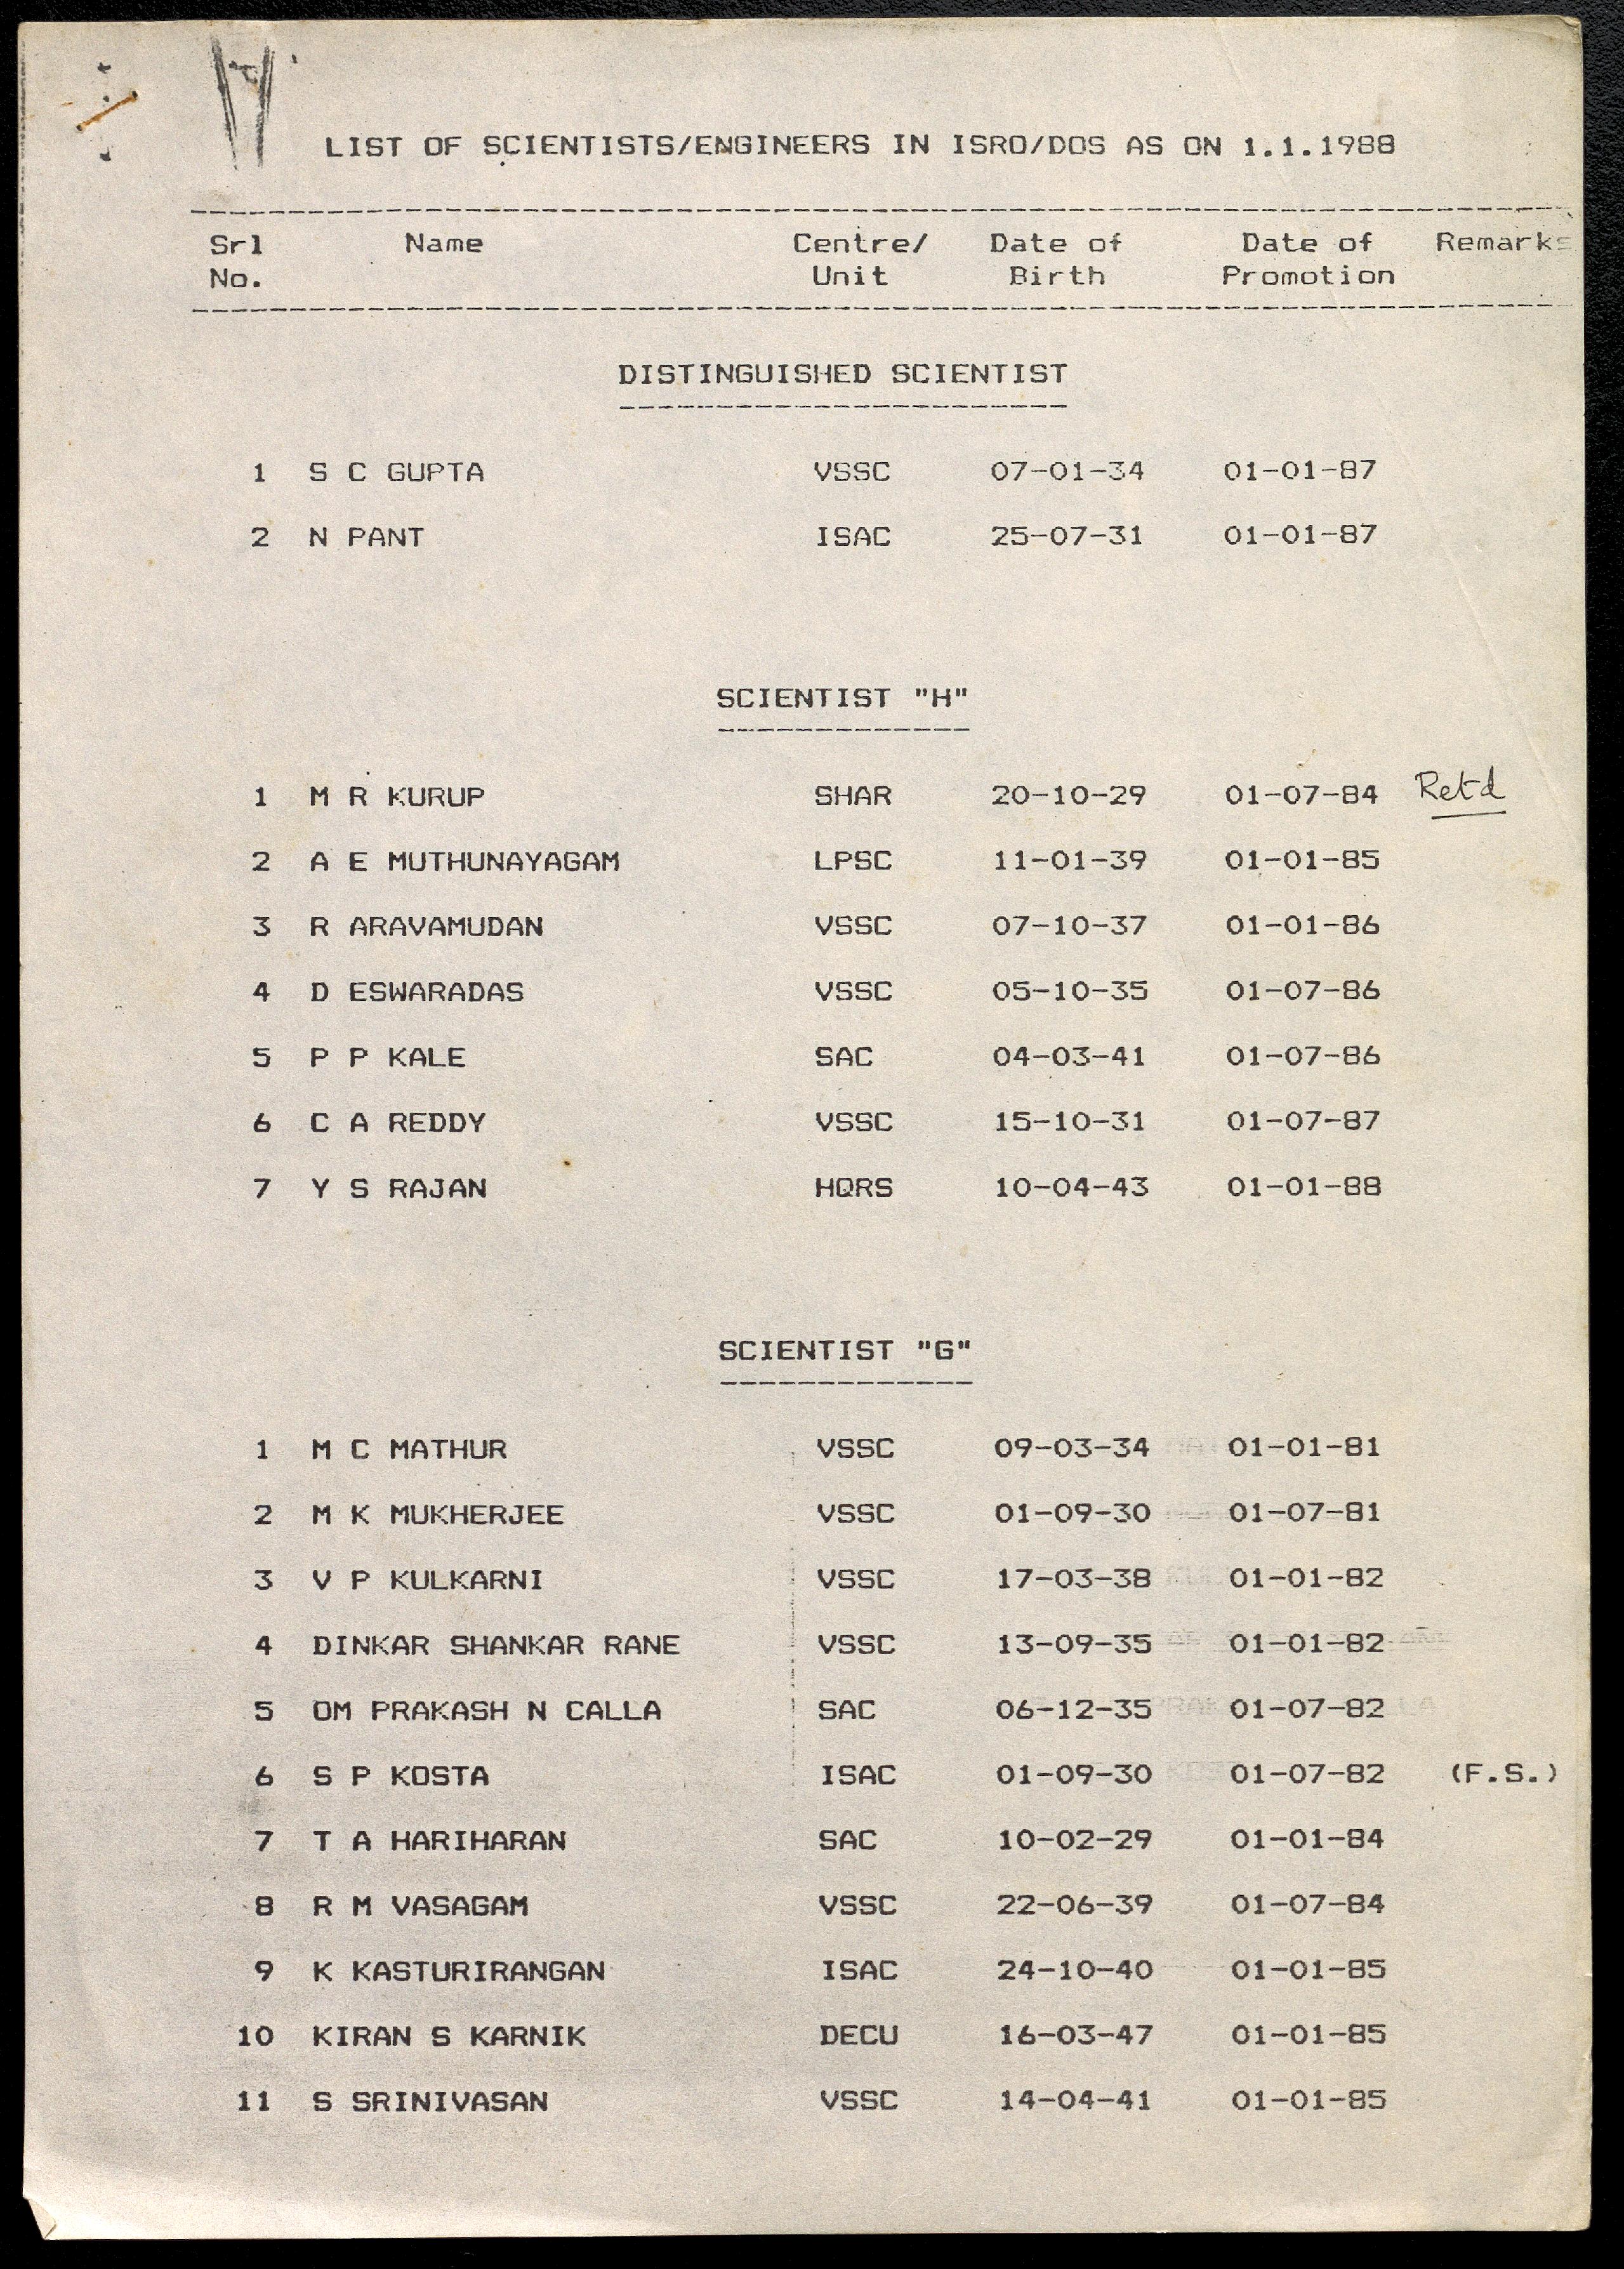 LIST OF SCIENTISTS/ENGINEERS IN ISRO/DOS AS ON 1.1.1988
Srl Name Centre/ Date of Date of Remarks
No. Unit Birth Promotion
DISTINGUISHED SCIENTIST
1 S C GUPTA VSSC 07-01-34 01-01-87
2 N PANT ISAC 25-07-31 01-01-87
SCIENTIST "H"
1 M R KURUP SHAR 20-10-29 01-07-84 Retd
2 A E MUTHUNAYAGAM LPSC 11-01-39 01-01-85
3 R ARAVAMUDAN VSSC 07-10-37 01-01-86
4 D ESWARADAS VSSC 05-10-35 01-07-86
5 P P KALE SAC 04-03-41 01-07-86
6 C A REDDY VSSC 15-10-31 01-07-87
7 Y S RAJAN HQRS 10-04-43 01-01-88
SCIENTIST "G"
1 M C MATHUR VSSC 09-03-34 01-01-81
2 M K MUKHERJEE VSSC 01-09-30 01-07-81
3 V P KULKARNI VSSC 17-03-38 01-01-82
4 DINKAR SHANKAR RANE VSSC 13-09-35 01-01-82
5 OM PRAKASH N CALLA SAC 06-12-35 01-07-82
6 S P KOSTA ISAC 01-09-30 01-07-82 (F.S.)
7 T A HARIHARAN SAC 10-02-29 01-01-84
8 R M VASAGAM VSSC 22-06-39 01-07-84
9 K KASTURIRANGAN ISAC 24-10-40 01-01-85
10 KIRAN S KARNIK DECU 16-03-47 01-01-85
11 S SRINIVASAN VSSC 14-04-41 01-01-85